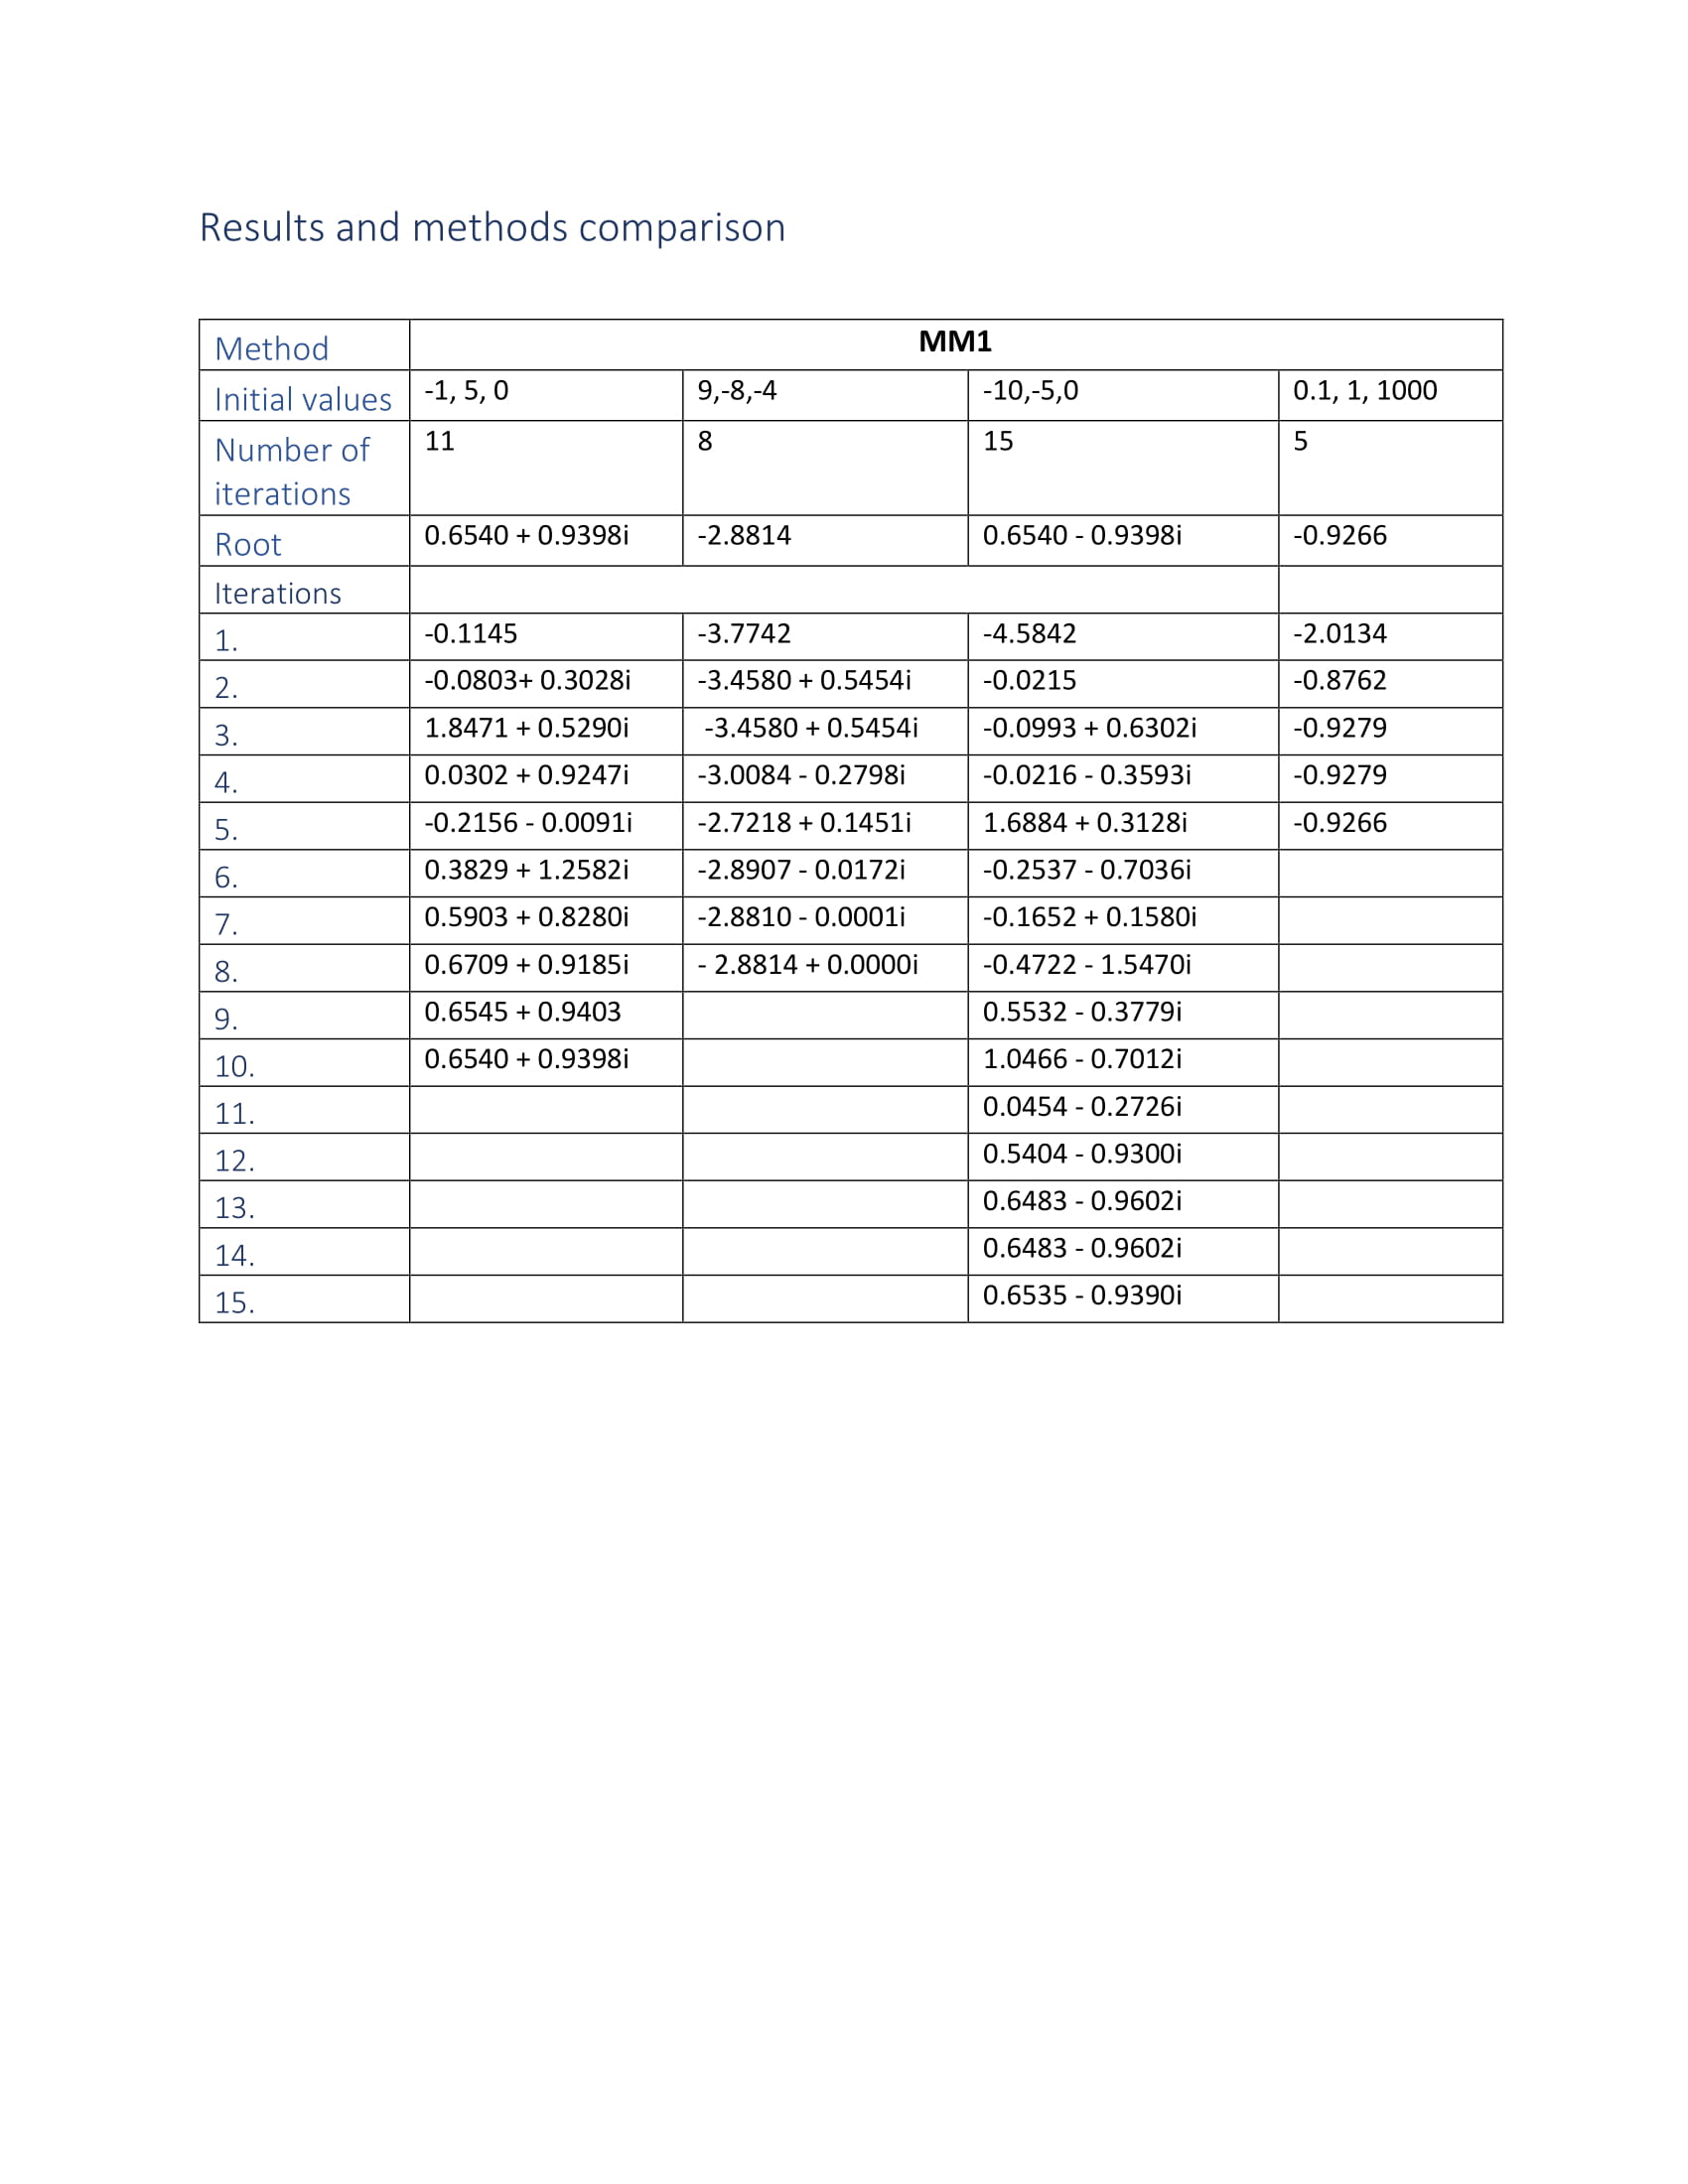 Results and methods comparison
Method MM1
Initial values -1, 5, 0 9,-8,-4 -10,-5,0 0.1, 1, 1000
Number of 11 8 15 5
iterations
Root 0.6540 + 0.9398i -2.8814 0.6540 - 0.9398i -0.9266
Iterations
1. -0.1145 -3.7742 -4.5842 -2.0134
2. -0.0803+ 0.3028i -3.4580 + 0.5454i -0.0215 -0.8762
3. 1.8471 + 0.5290i -3.4580 + 0.5454i -0.0993 + 0.6302i -0.9279
4. 0.0302 + 0.9247i -3.0084 - 0.2798i -0.0216 - 0.3593i -0.9279
5. -0.2156 - 0.0091i -2.7218 + 0.1451i 1.6884 + 0.3128i -0.9266
6. 0.3829 + 1.2582i -2.8907 - 0.0172i -0.2537 - 0.7036i
7. 0.5903 + 0.8280i -2.8810 - 0.0001i -0.1652 + 0.1580i
8. 0.6709 + 0.9185i - 2.8814 + 0.0000i -0.4722 - 1.5470i
9. 0.6545 + 0.9403 0.5532 - 0.3779i
10. 0.6540 + 0.9398i 1.0466 - 0.7012i
11. 0.0454 - 0.2726i
12. 0.5404 - 0.9300i
13. 0.6483 - 0.9602i
14. 0.6483 - 0.9602i
15. 0.6535 - 0.9390i